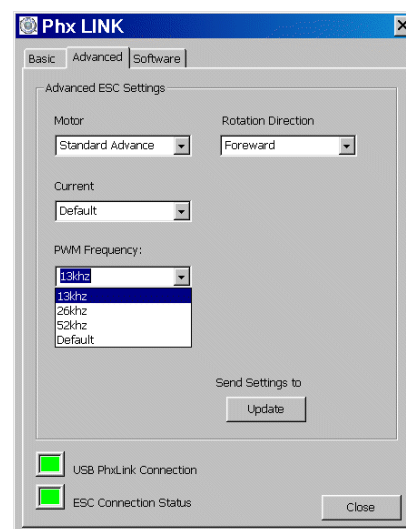 Phx LINK
Basic Advanced Software
Advanced ESC Settings
Motor Rotation Direction
Standard Advance Foreward
Current
Default
PWM Frequency:
13khz
13khz
26khz
52khz
Default
Send Settings to
Update
USB PhxLink Connection
ESC Connection Status
Close